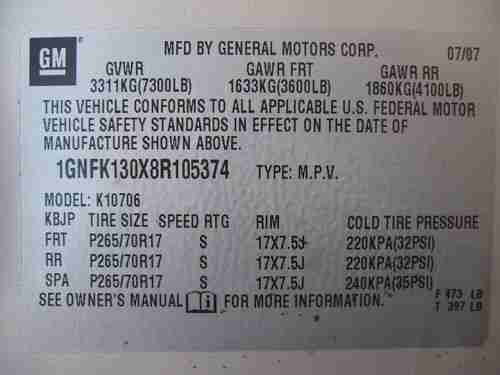 GM MFD BY GENERAL MOTORS CORP. 07/07
GVWR GAWR FRT GAWR RR
3311KG(7300LB) 1633KG(3600LB) 1860KG(4100LB)
THIS VEHICLE CONFORMS TO ALL APPLICABLE U.S. FEDERAL MOTOR
VEHICLE SAFETY STANDARDS IN EFFECT ON THE DATE OF
MANUFACTURE SHOWN ABOVE.
1GNFK130X8R105374 TYPE: M.P.V.
MODEL: K10706
KBJP TIRE SIZE SPEED RTG RIM COLD TIRE PRESSURE
FRT P265/70R17 S 17X7.5J 220KPA(32PSI)
RR P265/70R17 S 17X7.5J 220KPA(32PSI)
SPA P265/70R17 S 17X7.5J 240KPA(35PSI)
SEE OWNER'S MANUAL i FOR MORE INFORMATION.
F 473 LB
T 397 LB